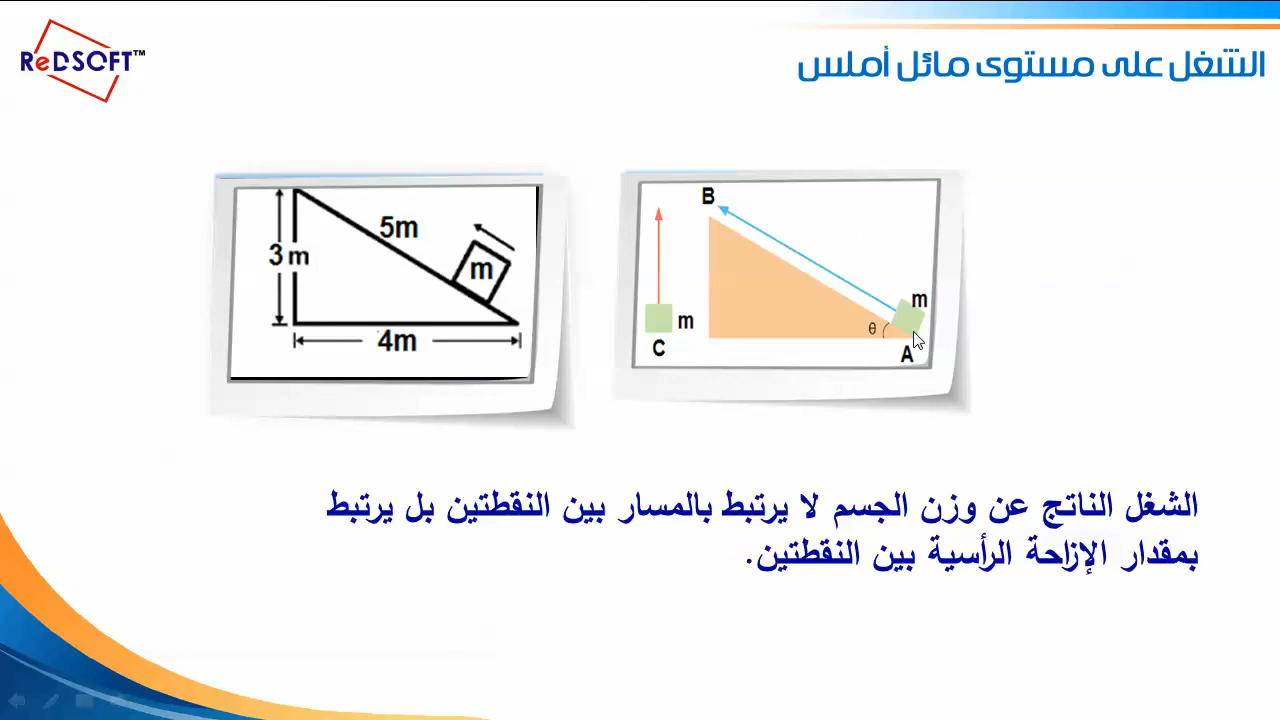 ReDSOFT™
الشغل على مستوى مائل أملس
5m
3 m
m
4m
B
m
m
θ
C
A
الشغل الناتج عن وزن الجسم لا يرتبط بالمسار بين النقطتين بل يرتبط
بمقدار الإزاحة الرأسية بين النقطتين.